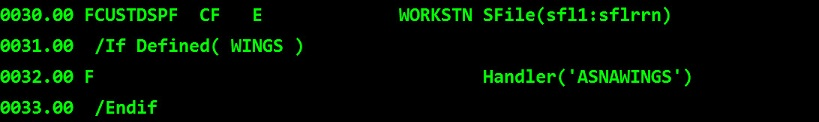 0030.00 FCUSTDSPF  CF   E             WORKSTN SFile(sfl1:sflrrn)
0031.00  /If Defined( WINGS )
0032.00 F                                     Handler('ASNAWINGS')
0033.00  /Endif